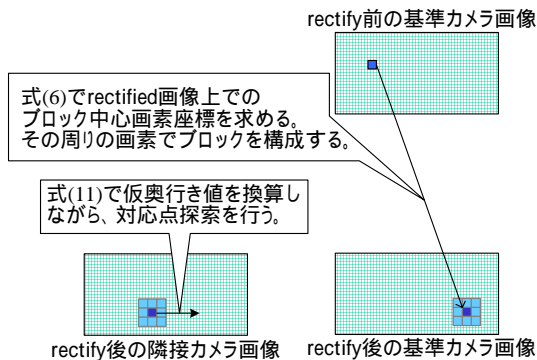 rectify前の基準カメラ画像
式(6)でrectified画像上での
ブロック中心画素座標を求める。
その周りの画素でブロックを構成する。
式(11)で仮奥行き値を換算し
ながら、対応点探索を行う。
rectify後の隣接カメラ画像
rectify後の基準カメラ画像